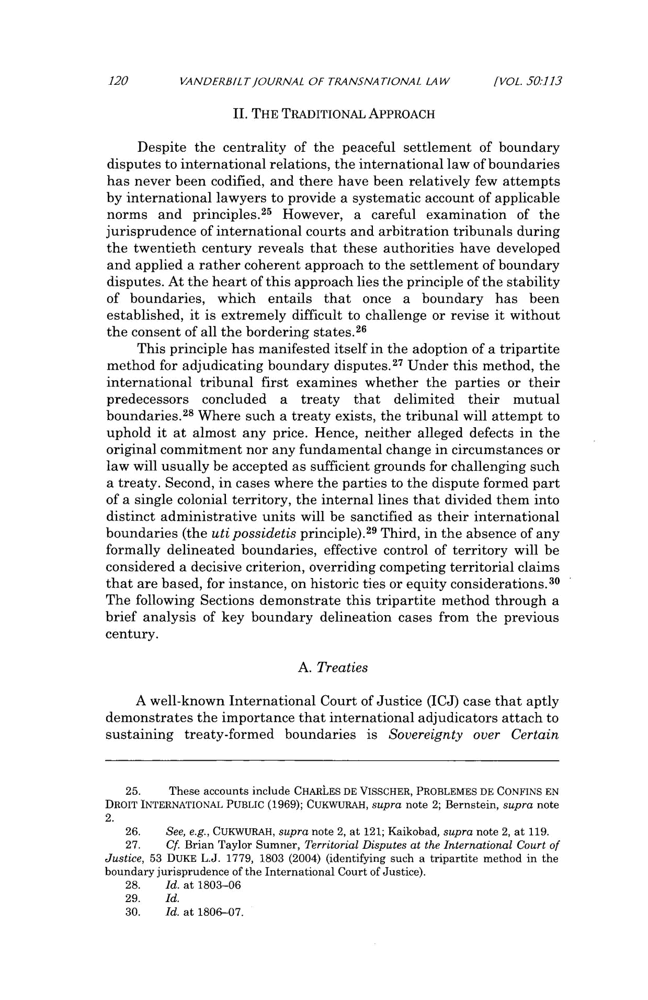 120 VANDERBILT JOURNAL OF TRANSNATIONAL LAW [VOL. 50:113
II. THE TRADITIONAL APPROACH
Despite the centrality of the peaceful settlement of boundary
disputes to international relations, the international law of boundaries
has never been codified, and there have been relatively few attempts
by international lawyers to provide a systematic account of applicable
norms and principles.25 However, a careful examination of the
jurisprudence of international courts and arbitration tribunals during
the twentieth century reveals that these authorities have developed
and applied a rather coherent approach to the settlement of boundary
disputes. At the heart of this approach lies the principle of the stability
of boundaries, which entails that once a boundary has been
established, it is extremely difficult to challenge or revise it without
the consent of all the bordering states.26
This principle has manifested itself in the adoption of a tripartite
method for adjudicating boundary disputes.27 Under this method, the
international tribunal first examines whether the parties or their
predecessors concluded a treaty that delimited their mutual
boundaries.28 Where such a treaty exists, the tribunal will attempt to
uphold it at almost any price. Hence, neither alleged defects in the
original commitment nor any fundamental change in circumstances or
law will usually be accepted as sufficient grounds for challenging such
a treaty. Second, in cases where the parties to the dispute formed part
of a single colonial territory, the internal lines that divided them into
distinct administrative units will be sanctified as their international
boundaries (the uti possidetis principle).29 Third, in the absence of any
formally delineated boundaries, effective control of territory will be
considered a decisive criterion, overriding competing territorial claims
that are based, for instance, on historic ties or equity considerations.30
The following Sections demonstrate this tripartite method through a
brief analysis of key boundary delineation cases from the previous
century.
A. Treaties
A well-known International Court of Justice (ICJ) case that aptly
demonstrates the importance that international adjudicators attach to
sustaining treaty-formed boundaries is Sovereignty over Certain
25. These accounts include CHARLES DE VISSCHER, PROBLEMES DE CONFINS EN
DROIT INTERNATIONAL PUBLIC (1969); CUKWURAH, supra note 2; Bernstein, supra note
2.
26. See, e.g., CUKWURAH, supra note 2, at 121; Kaikobad, supra note 2, at 119.
27. Cf. Brian Taylor Sumner, Territorial Disputes at the International Court of
Justice, 53 DUKE L.J. 1779, 1803 (2004) (identifying such a tripartite method in the
boundary jurisprudence of the International Court of Justice).
28. Id. at 1803–06
29. Id.
30. Id. at 1806–07.